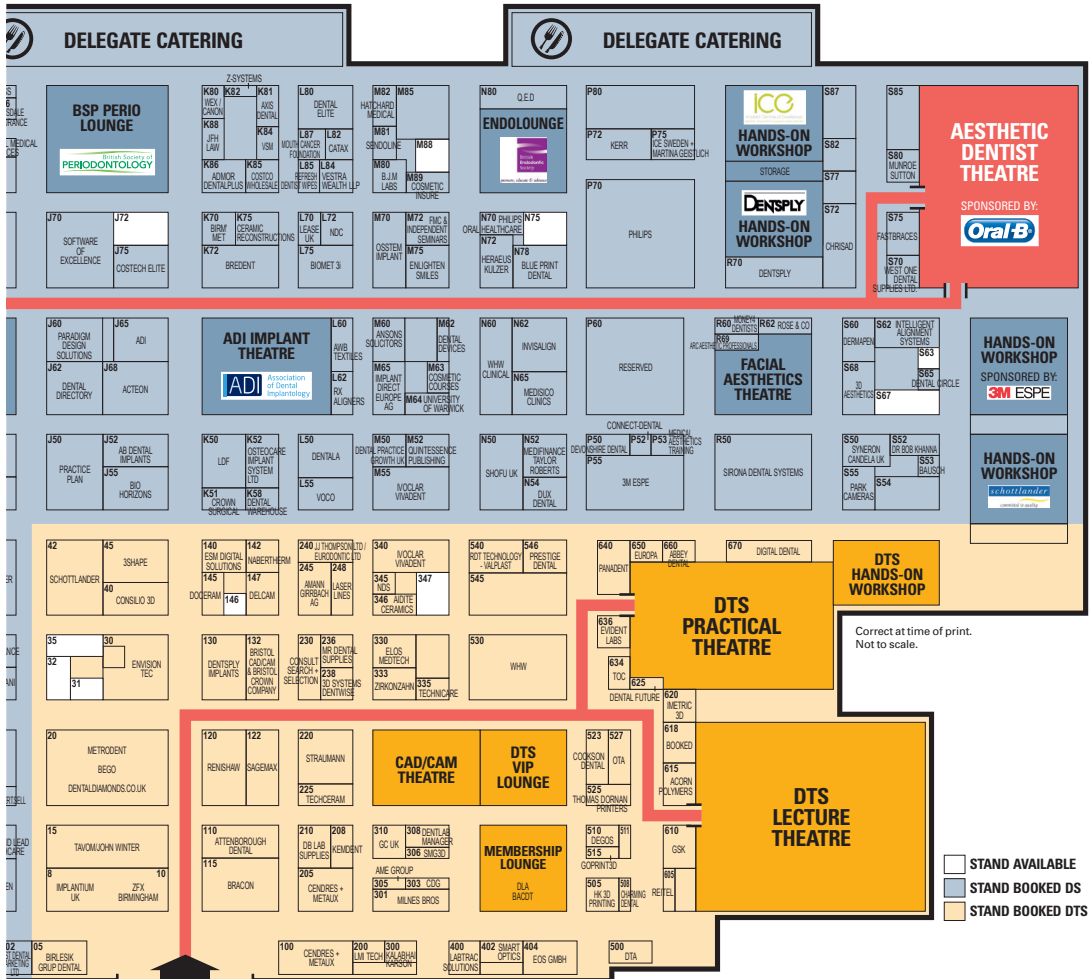 DELEGATE CATERING
DELEGATE CATERING
Z-SYSTEMS
BSP PERIO
LOUNGE
British Society of
PERIODONTOLOGY
K80
WEX /
CANON
K82
K81
AXIS
DENTAL
K88
JFH
LAW
K84
VSM
K86
ADMOR
DENTALPLUS
K85
COSTCO
WHOLESALE
L80
DENTAL
ELITE
L87
MOUTH CANCER
FOUNDATION
L82
CATAX
L85
REFRESH
DENTIST WIPES
L84
VESTRA
WEALTH LLP
M82
HATCHARD
MEDICAL
M85
M81
SENDOLINE
M88
M80
B.J.M
LABS
M89
COSMETIC
INSURE
N80
Q.E.D
ENDOLOUNGE
British
Endodontic
Society
P80
P72
KERR
P75
ICE SWEDEN +
MARTINA GEISTLICH
P70
PHILIPS
ICE
HANDS-ON
WORKSHOP
STORAGE
DENTSPLY
HANDS-ON
WORKSHOP
R70
DENTSPLY
S87
S82
S77
S72
CHRISAD
S85
S80
MUNROE
SUTTON
S75
FASTBRACES
S70
WEST ONE
DENTAL
SUPPLIES LTD.
AESTHETIC
DENTIST
THEATRE
SPONSORED BY:
Oral-B
J70
SOFTWARE
OF
EXCELLENCE
J72
J75
COSTECH ELITE
K70
BIRM'
MET
K75
CERAMIC
RECONSTRUCTIONS
K72
BREDENT
L70
LEASE
UK
L72
NDC
L75
BIOMET 3i
M70
OSSTEM
IMPLANT
M72
FMC &
INDEPENDENT
SEMINARS
M75
ENLIGHTEN
SMILES
N70 PHILIPS
ORAL HEALTHCARE
N75
N72
HERAEUS
KULZER
N78
BLUE PRINT
DENTAL
J60
PARADIGM
DESIGN
SOLUTIONS
J65
ADI
J62
DENTAL
DIRECTORY
J68
ACTEON
ADI IMPLANT
THEATRE
ADI
Association
of Dental
Implantology
L60
AWB
TEXTILES
L62
RX
ALIGNERS
M60
ANSONS
SOLICITORS
M62
DENTAL
DEVICES
M65
IMPLANT
DIRECT
EUROPE
AG
M63
COSMETIC
COURSES
M64 UNIVERSITY
OF WARWICK
N60
WHW
CLINICAL
N62
INVISALIGN
N65
MEDISICO
CLINICS
P60
RESERVED
R60
MONEY4
DENTISTS
R62 ROSE & CO
R69
ARC AESTHETIC PROFESSIONALS
FACIAL
AESTHETICS
THEATRE
S60
DERMAPEN
S62 INTELLIGENT
ALIGNMENT
SYSTEMS
S63
S68
3D
AESTHETICS
S65
DENTAL CIRCLE
S67
HANDS-ON
WORKSHOP
SPONSORED BY:
3M ESPE
J50
PRACTICE
PLAN
J52
AB DENTAL
IMPLANTS
J55
BIO
HORIZONS
K50
LDF
K52
OSTEOCARE
IMPLANT
SYSTEM
LTD
K51
CROWN
SURGICAL
K58
DENTAL
WAREHOUSE
L50
DENTALA
L55
VOCO
M50
DENTAL PRACTICE
GROWTH UK
M52
QUINTESSENCE
PUBLISHING
M55
IVOCLAR
VIVADENT
N50
SHOFU UK
N52
MEDIFINANCE
TAYLOR
ROBERTS
N54
DUX
DENTAL
CONNECT-DENTAL
P50
DEVONSHIRE DENTAL
P52
P53
MEDICAL
AESTHETICS
TRAINING
P55
3M ESPE
R50
SIRONA DENTAL SYSTEMS
S50
SYNERON
CANDELA UK
S52
DR BOB KHANNA
S53
BAUSCH
S55
PARK
CAMERAS
S54
HANDS-ON
WORKSHOP
schottlander
committed to quality
42
SCHOTTLANDER
45
3SHAPE
40
CONSILIO 3D
140
ESM DIGITAL
SOLUTIONS
142
NABERTHERM
145
DOCERAM
146
147
DELCAM
240 JJ THOMPSON LTD /
EURODONTIC LTD
245
AMANN
GIRRBACH
AG
248
LASER
LINES
340
IVOCLAR
VIVADENT
345
NDS
347
346 AIDITE
CERAMICS
540
RDT TECHNOLOGY
- VALPLAST
546
PRESTIGE
DENTAL
545
640
PANADENT
650
EUROPA
660
ABBEY
DENTAL
670
DIGITAL DENTAL
DTS
HANDS-ON
WORKSHOP
DTS
PRACTICAL
THEATRE
Correct at time of print.
Not to scale.
35
32
31
30
ENVISION
TEC
130
DENTSPLY
IMPLANTS
132
BRISTOL
CAD/CAM
& BRISTOL
CROWN
COMPANY
230
CONSULT
SEARCH +
SELECTION
236
MR DENTAL
SUPPLIES
238
3D SYSTEMS
DENTWISE
330
ELOS
MEDTECH
333
ZIRKONZAHN
335
TECHNICARE
530
WHW
636
EVIDENT
LABS
634
TOC
625
DENTAL FUTURE
620
IMETRIC
3D
618
BOOKED
615
ACORN
POLYMERS
20
METRODENT
BEGO
DENTALDIAMONDS.CO.UK
120
RENISHAW
122
SAGEMAX
220
STRAUMANN
225
TECHCERAM
CAD/CAM
THEATRE
DTS
VIP
LOUNGE
523
COOKSON
DENTAL
527
OTA
525
THOMAS DORNAN
PRINTERS
DTS
LECTURE
THEATRE
15
TAVOM/JOHN WINTER
8
IMPLANTIUM
UK
10
ZFX
BIRMINGHAM
110
ATTENBOROUGH
DENTAL
115
BRACON
210
DB LAB
SUPPLIES
208
KEMDENT
205
CENDRES +
METAUX
310
GC UK
308 DENTLAB
MANAGER
306 SMG3D
AME GROUP
305
303 CDG
301
MILNES BROS
MEMBERSHIP
LOUNGE
DLA
BACDT
510
DEGOS
511
515
GOPRINT3D
505
HK 3D
PRINTING
508
CHARMING
DENTAL
610
GSK
605
REITEL
STAND AVAILABLE
STAND BOOKED DS
STAND BOOKED DTS
05
BIRLESIK
GRUP DENTAL
100
CENDRES +
METAUX
200
LMI TECH
300
KALABHAI
KARSON
400
LABTRAC
SOLUTIONS
402 SMART
OPTICS
404
EOS GMBH
500
DTA